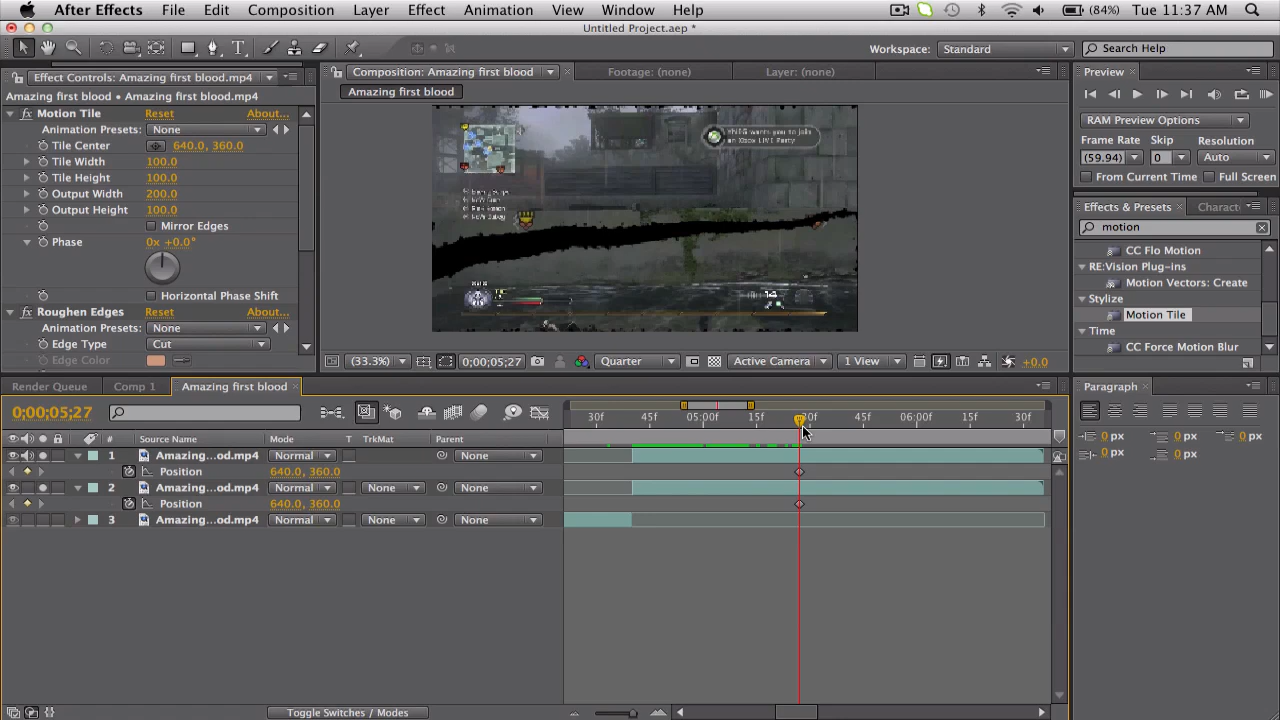 After Effects File Edit Composition Layer Effect Animation View Window Help (84%) Tue 11:37 AM
Untitled Project.aep *
T Workspace: Standard Search Help
Effect Controls: Amazing first blood.mp4 Composition: Amazing first blood Footage: (none) Layer: (none) Preview
Amazing first blood • Amazing first blood.mp4 Amazing first blood
fx Motion Tile Reset About...
Animation Presets: None
Tile Center 640.0, 360.0
Tile Width 100.0
Tile Height 100.0
Output Width 200.0
Output Height 100.0
Mirror Edges
Phase 0x +0.0°
Horizontal Phase Shift
fx Roughen Edges Reset About...
Animation Presets: None
Edge Type Cut
Edge Color
wants you to join
an Xbox LIVE Party
14
RAM Preview Options
Frame Rate Skip Resolution
(59.94) 0 Auto
From Current Time Full Screen
Effects & Presets Charact
motion
CC Flo Motion
RE:Vision Plug-ins
Motion Vectors: Create
Stylize
Motion Tile
Time
CC Force Motion Blur
(33.3%) 0;00;05;27 Quarter Active Camera 1 View +0.0
Render Queue Comp 1 Amazing first blood Paragraph
0;00;05;27 30f 45f 05:00f 15f 30f 45f 06:00f 15f 30f
0 px 0 px 0 px
0 px 0 px
# Source Name Mode T TrkMat Parent
1 Amazing...od.mp4 Normal None
Position 640.0, 360.0
2 Amazing...od.mp4 Normal None None
Position 640.0, 360.0
3 Amazing...od.mp4 Normal None None
Toggle Switches / Modes